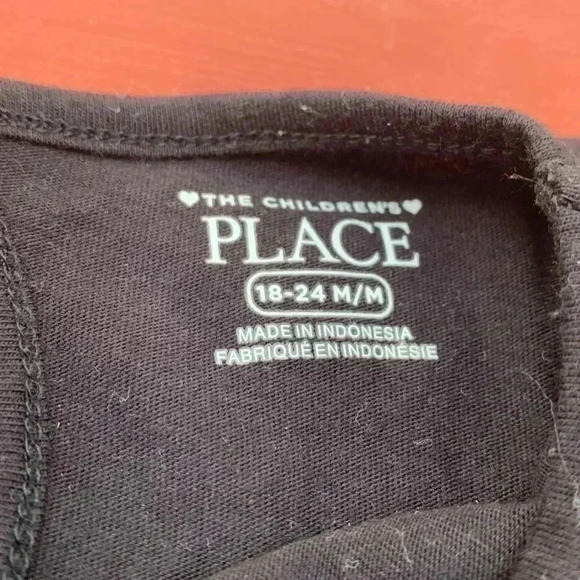 ♥THE CHILDREN'S♥
PLACE
18-24 M/M
MADE IN INDONESIA
FABRIQUÉ EN INDONÉSIE